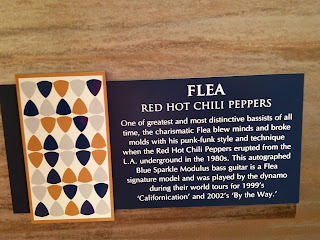 FLEA
RED HOT CHILI PEPPERS
One of greatest and most distinctive bassists of all
time, the charismatic Flea blew minds and broke
molds with his punk-funk style and technique
when the Red Hot Chili Peppers erupted from the
L.A. underground in the 1980s. This autographed
Blue Sparkle Modulus bass guitar is a Flea
signature model and was played by the dynamo
during their world tours for 1999's
'Californication' and 2002's 'By the Way.'